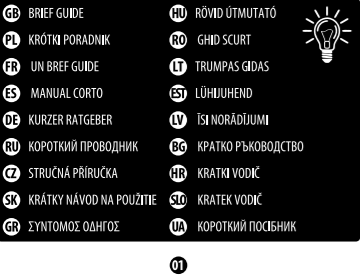 GB BRIEF GUIDE
PL KRÓTKI PORADNIK
FR UN BREF GUIDE
ES MANUAL CORTO
DE KURZER RATGEBER
RU КОРОТКИЙ ПРОВОДНИК
CZ STRUČNÁ PŘÍRUČKA
SK KRÁTKY NÁVOD NA POUŽITIE
GR ΣΥΝΤΟΜΟΣ ΟΔΗΓΟΣ
HU RÖVID ÚTMUTATÓ
RO GHID SCURT
LT TRUMPAS GIDAS
EST LÜHIJUHEND
LV ĪSI NORĀDĪJUMI
BG КРАТКО РЪКОВОДСТВО
HR KRATKI VODIČ
SLO KRATEK VODIČ
UA КОРОТКИЙ ПОСІБНИК
01